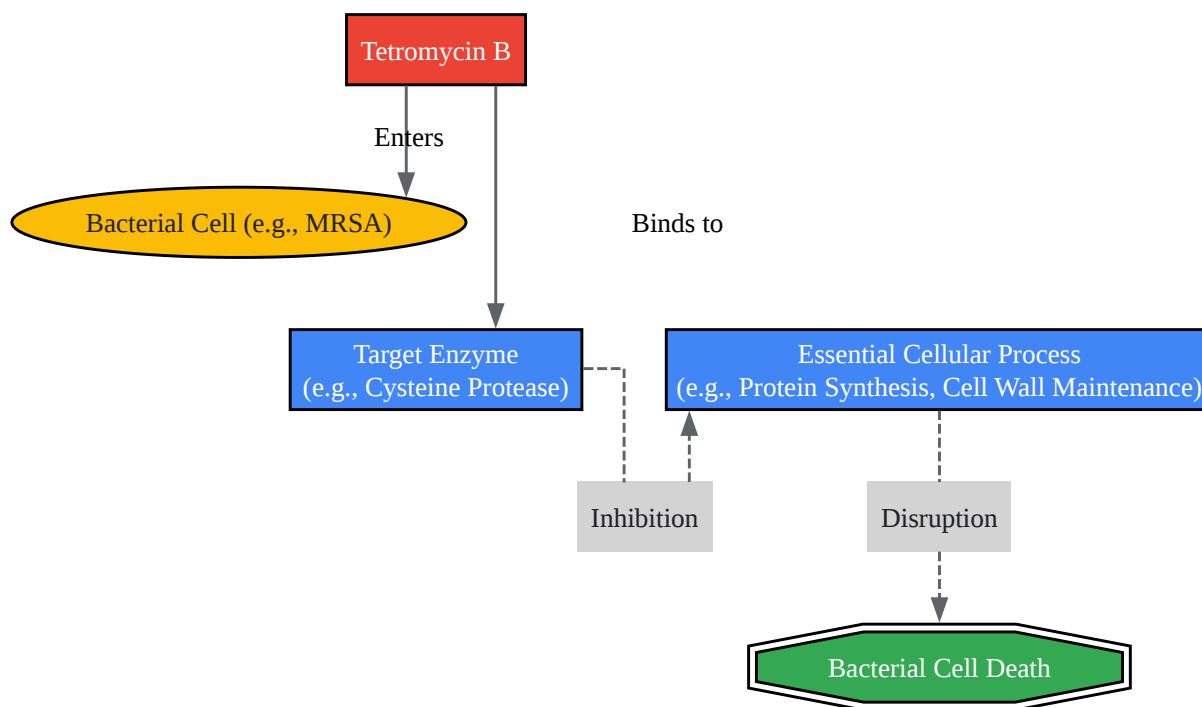 Tetromycin B
Enters
Bacterial Cell (e.g., MRSA)
Binds to
Target Enzyme
(e.g., Cysteine Protease)
Essential Cellular Process
(e.g., Protein Synthesis, Cell Wall Maintenance)
Inhibition
Disruption
Bacterial Cell Death